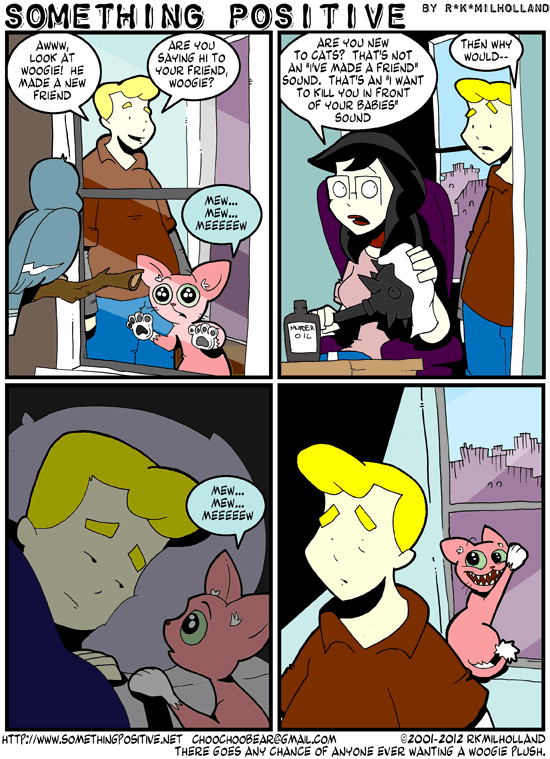 SOMETHING POSITIVE
BY R*K*MILHOLLAND
AWWW,
LOOK AT
WOOGIE! HE
MADE A NEW
FRIEND
ARE YOU
SAYING HI TO
YOUR FRIEND,
WOOGIE?
MEW...
MEW...
MEEEEEW
ARE YOU NEW
TO CATS? THAT'S NOT
AN "I'VE MADE A FRIEND"
SOUND. THAT'S AN "I WANT
TO KILL YOU IN FRONT
OF YOUR BABIES"
SOUND
THEN WHY
WOULD--
MURER
OIL
MEW...
MEW...
MEEEEEW
HTTP://WWW.SOMETHINGPOSITIVE.NET CHOOCHOOBEAR@GMAIL.COM ©2001-2012 RKMILHOLLAND
THERE GOES ANY CHANCE OF ANYONE EVER WANTING A WOOGIE PLUSH.